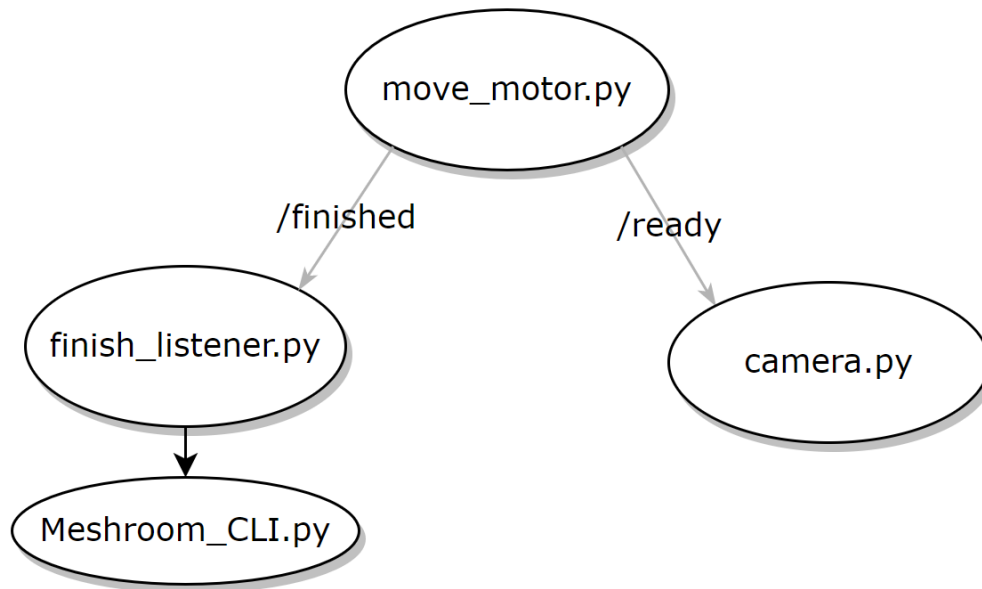 move_motor.py
/finished
/ready
finish_listener.py
camera.py
Meshroom_CLI.py